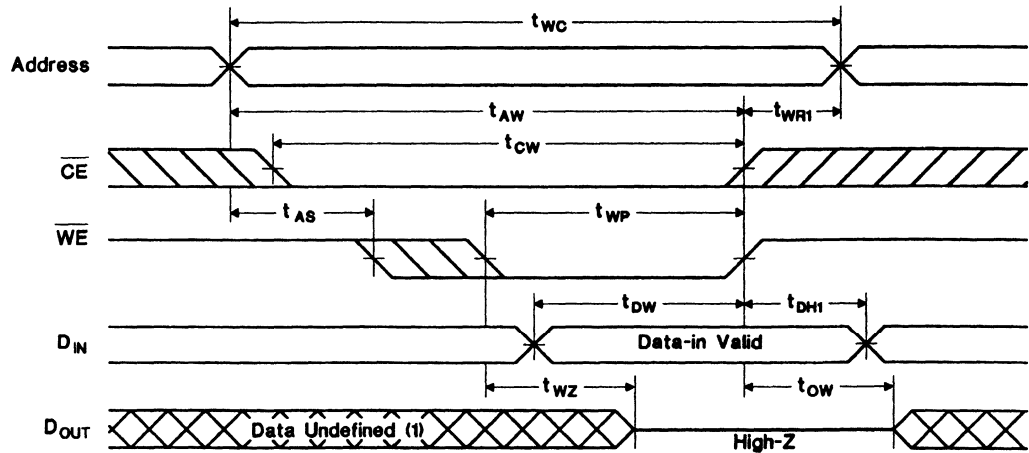 tWC
Address
tAW
tWR1
tCW
CE
tAS
tWP
WE
tDW
tDH1
DIN
Data-in Valid
tWZ
tOW
DOUT
Data Undefined (1)
High-Z